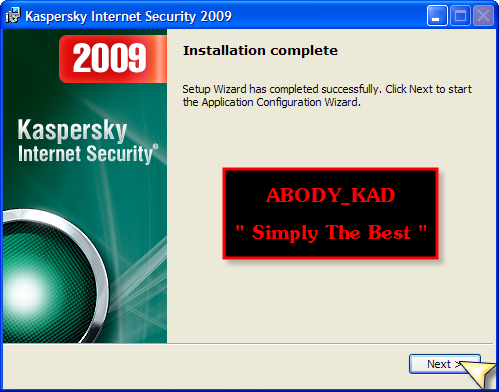 Kaspersky Internet Security 2009
2009
Kaspersky
Internet Security®
Installation complete
Setup Wizard has completed successfully. Click Next to start
the Application Configuration Wizard.
ABODY_KAD
" Simply The Best "
Next >